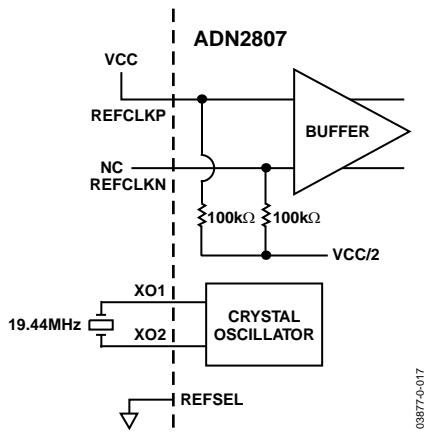 ADN2807
VCC
REFCLKP
BUFFER
NC
REFCLKN
100kΩ
100kΩ
VCC/2
XO1
19.44MHz
XO2
CRYSTAL
OSCILLATOR
REFSEL
03877-0-017